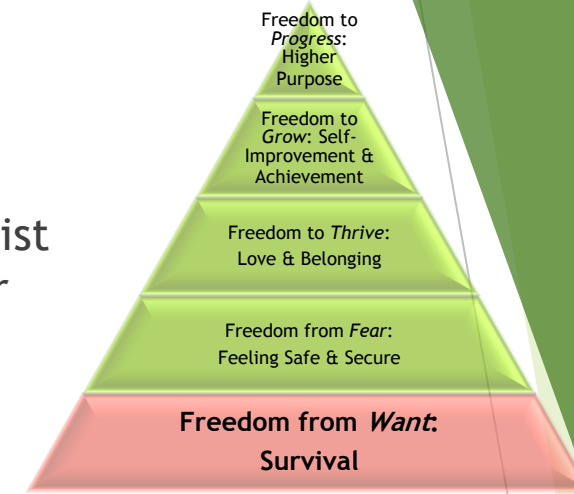 Freedom to
Progress:
Higher
Purpose
Freedom to
Grow: Self-
Improvement &
Achievement
Freedom to Thrive:
Love & Belonging
Freedom from Fear:
Feeling Safe & Secure
Freedom from Want:
Survival